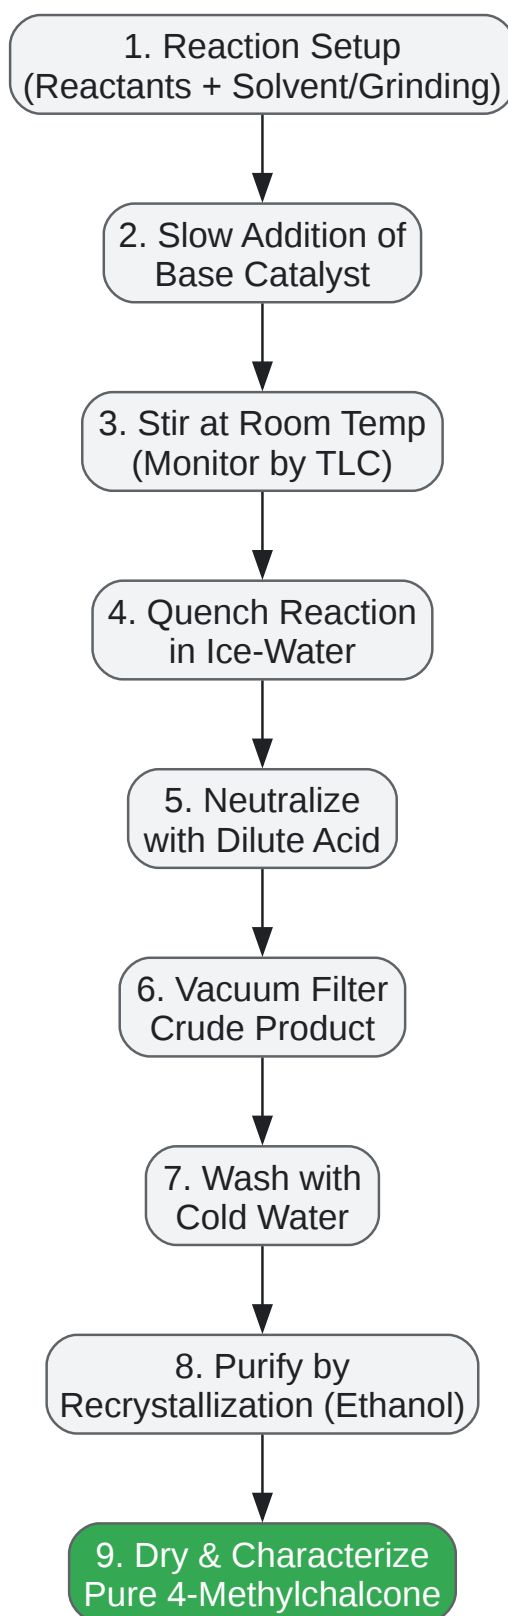 1. Reaction Setup
(Reactants + Solvent/Grinding)
2. Slow Addition of
Base Catalyst
3. Stir at Room Temp
(Monitor by TLC)
4. Quench Reaction
in Ice-Water
5. Neutralize
with Dilute Acid
6. Vacuum Filter
Crude Product
7. Wash with
Cold Water
8. Purify by
Recrystallization (Ethanol)
9. Dry & Characterize
Pure 4-Methylchalcone